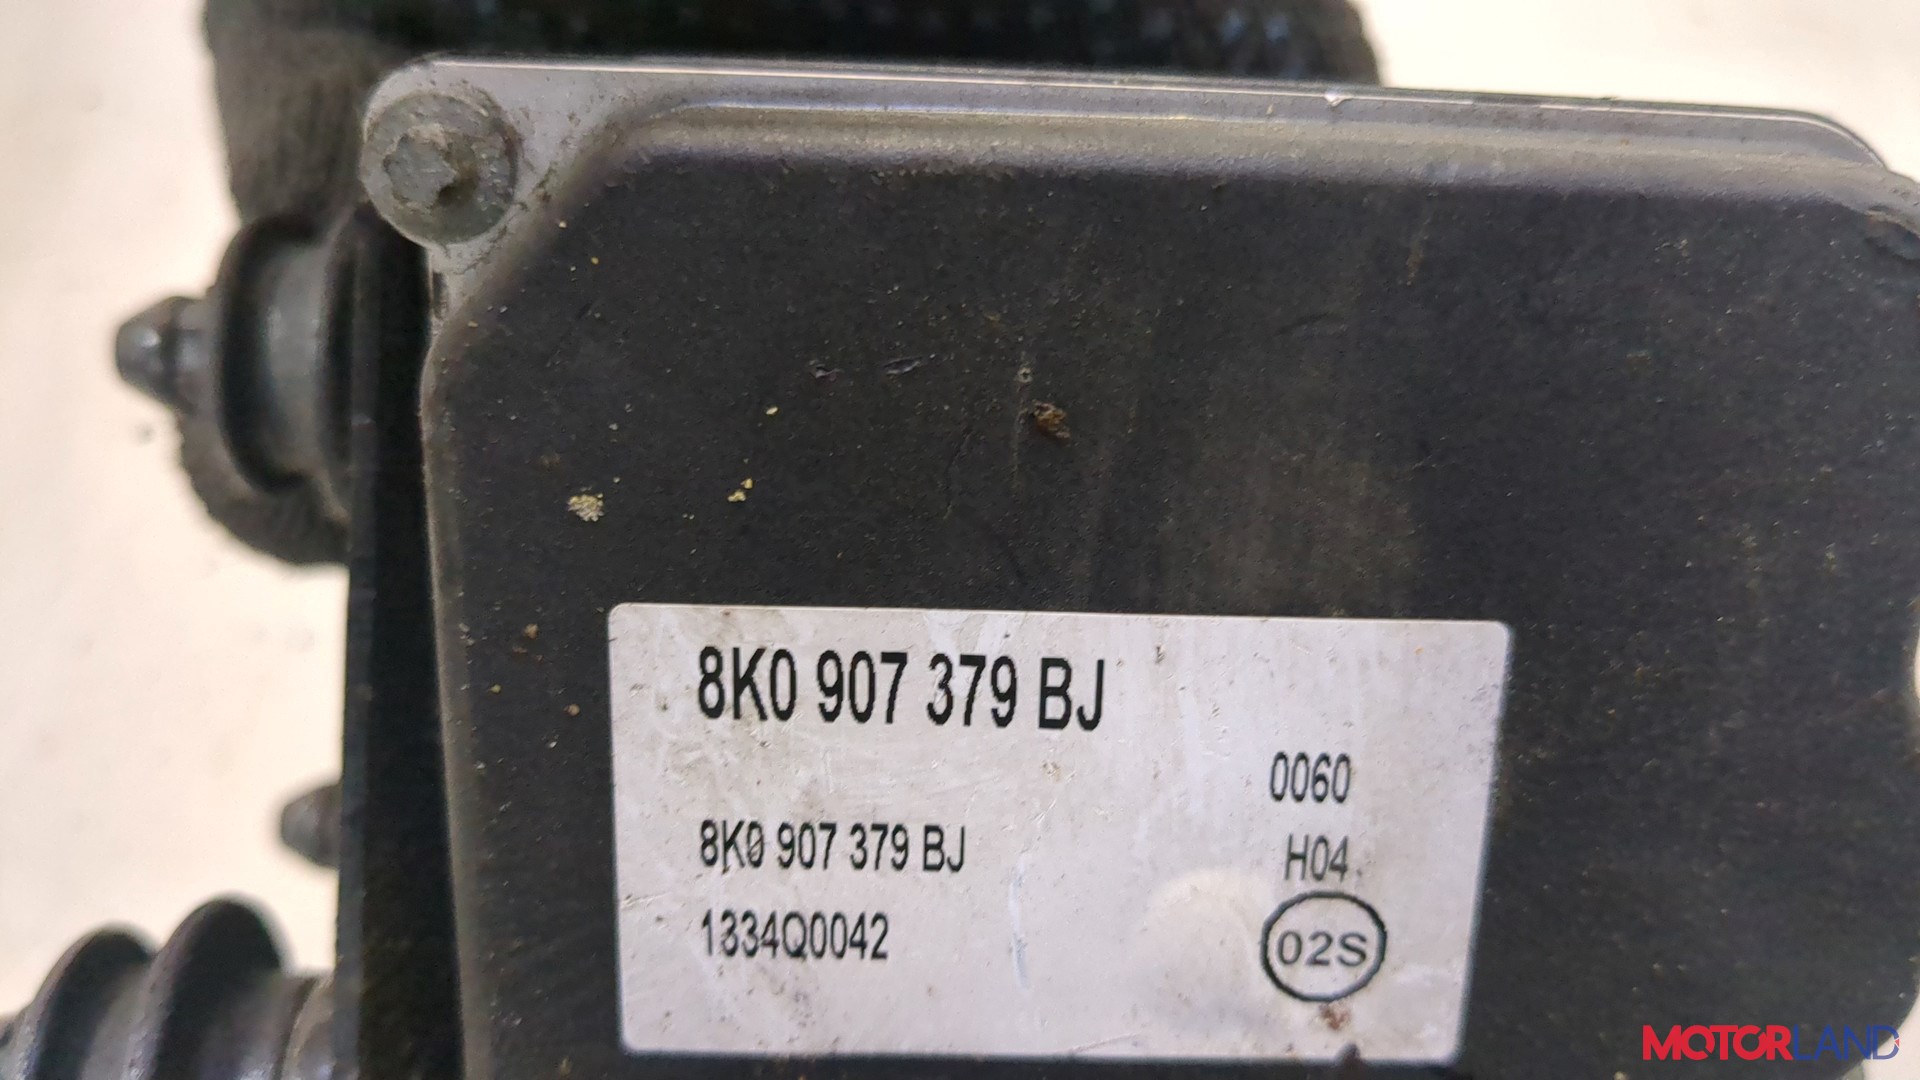 8K0 907 379 BJ
0060
8K0 907 379 BJ
H04
1334Q0042
02S
MOTORLAND